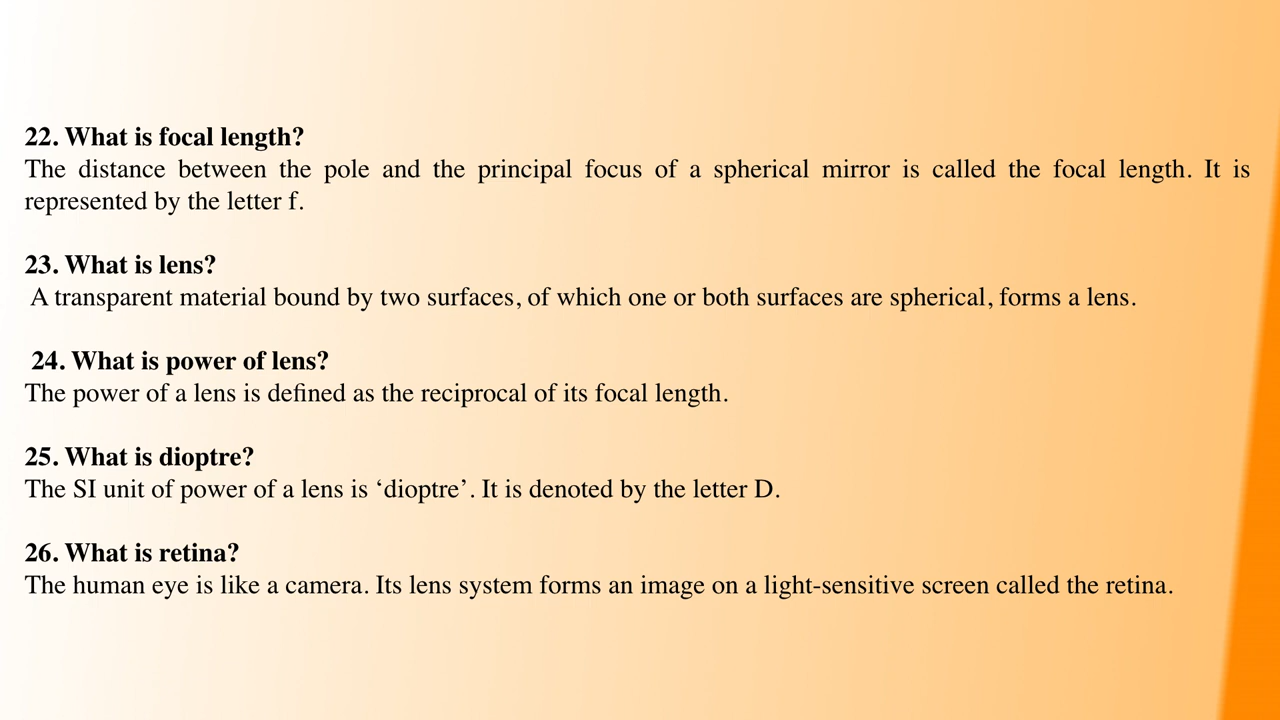 22. What is focal length?
The distance between the pole and the principal focus of a spherical mirror is called the focal length. It is
represented by the letter f.
23. What is lens?
A transparent material bound by two surfaces, of which one or both surfaces are spherical, forms a lens.
24. What is power of lens?
The power of a lens is defined as the reciprocal of its focal length.
25. What is dioptre?
The SI unit of power of a lens is ‘dioptre’. It is denoted by the letter D.
26. What is retina?
The human eye is like a camera. Its lens system forms an image on a light-sensitive screen called the retina.